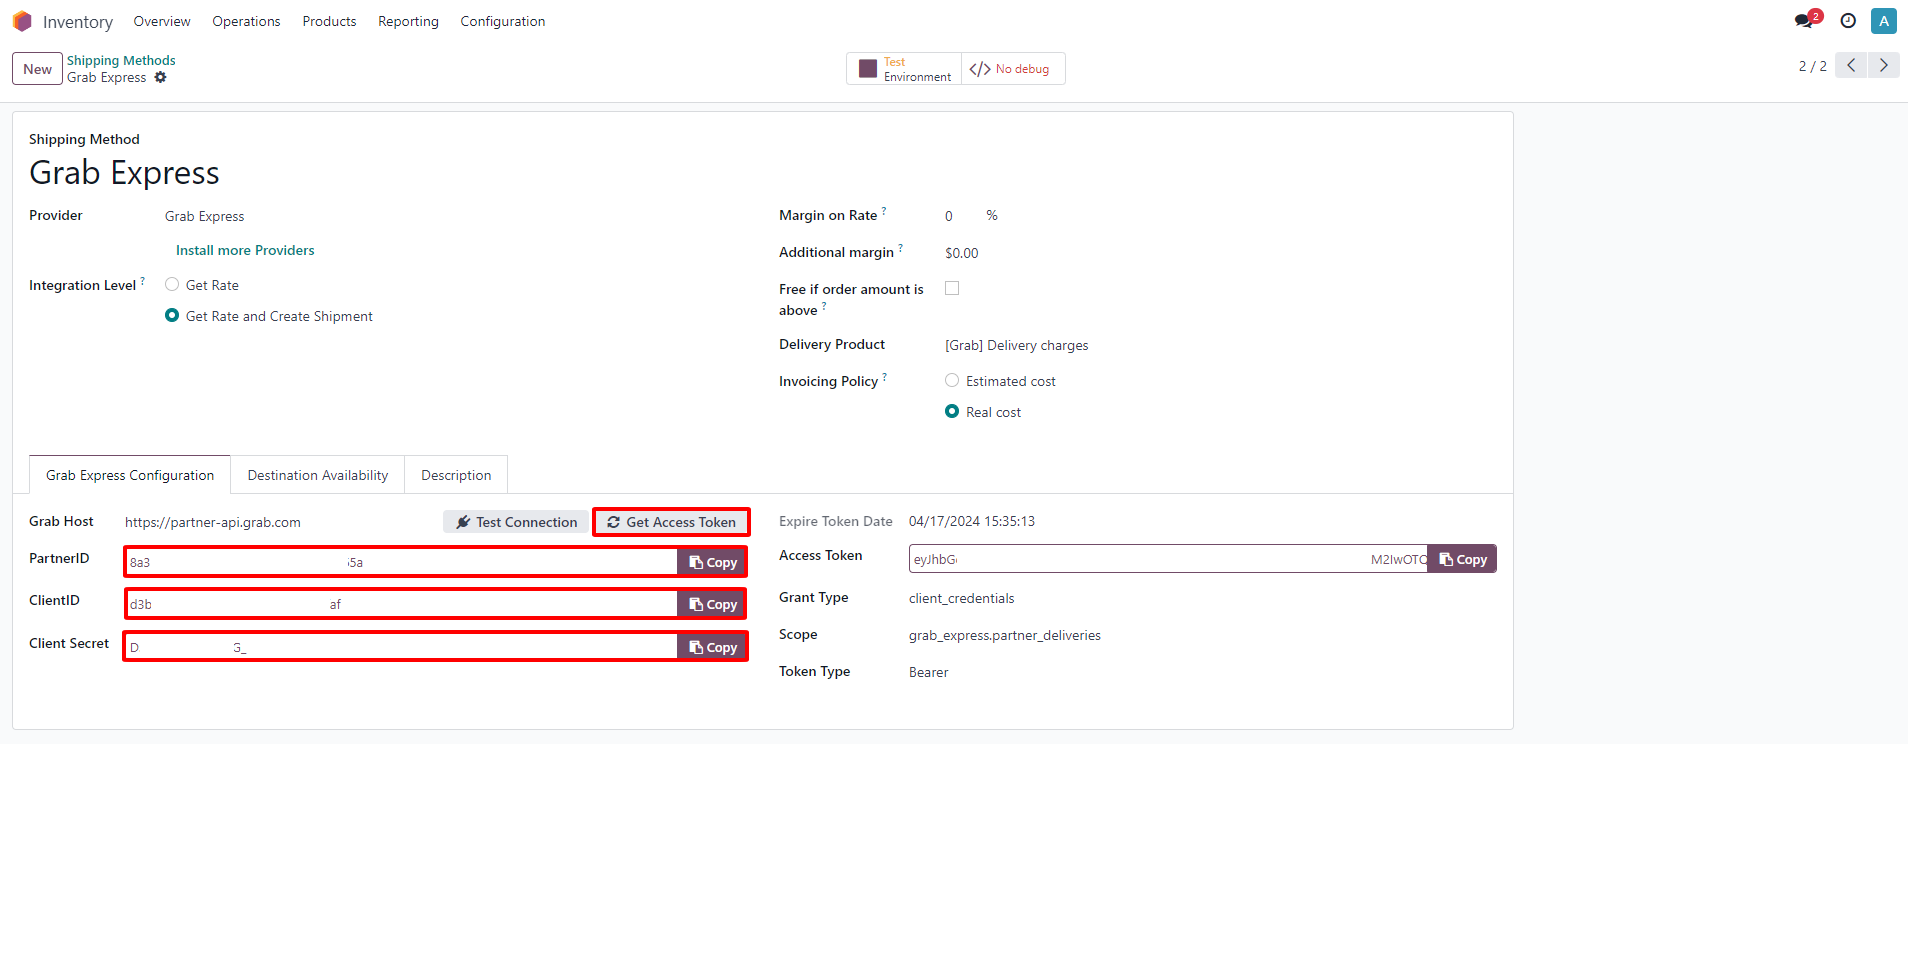 Inventory Overview Operations Products Reporting Configuration 2 A
New Shipping Methods
Grab Express
Test
Environment
No debug
2 / 2
Shipping Method
Grab Express
Provider Grab Express
Install more Providers
Integration Level ? Get Rate
Get Rate and Create Shipment
Margin on Rate ? 0 %
Additional margin ? $0.00
Free if order amount is
above ?
Delivery Product [Grab] Delivery charges
Invoicing Policy ? Estimated cost
Real cost
Grab Express Configuration Destination Availability Description
Grab Host https://partner-api.grab.com Test Connection Get Access Token
PartnerID 8a3 5a Copy
ClientID d3b af Copy
Client Secret D G_ Copy
Expire Token Date 04/17/2024 15:35:13
Access Token eyJhbG Copy
Grant Type client_credentials
Scope grab_express.partner_deliveries
Token Type Bearer